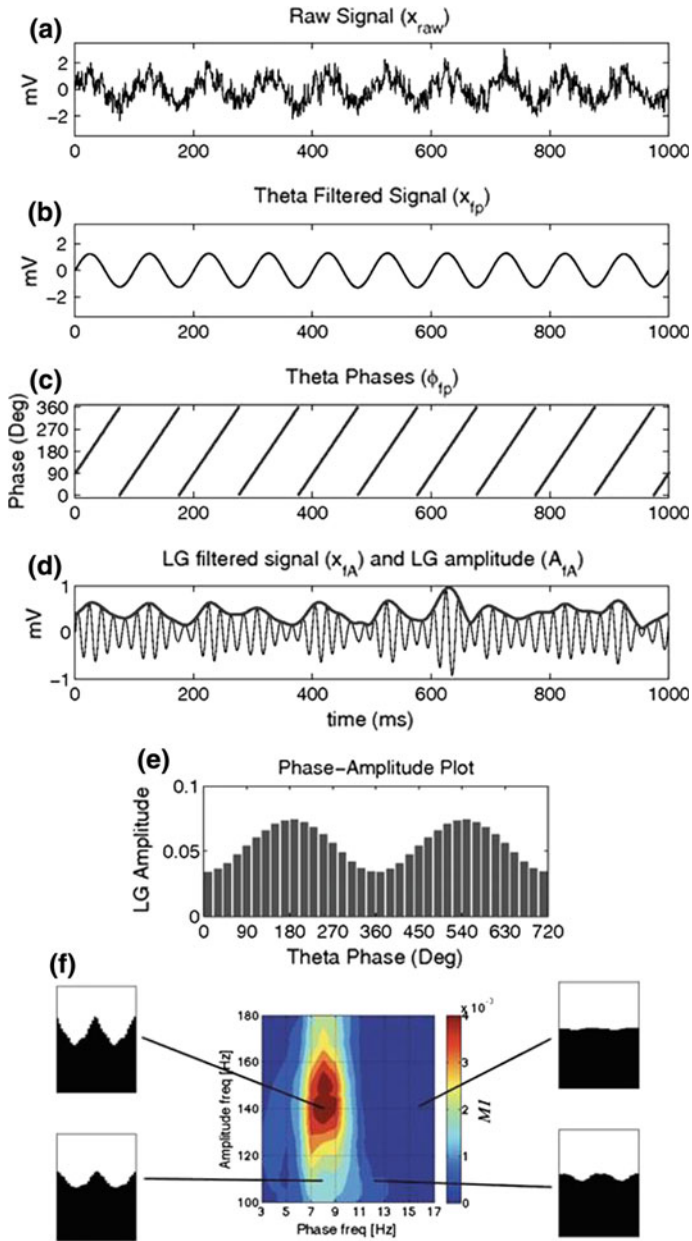 (a)
Raw Signal (x_raw)
mV
2
0
−2
0 200 400 600 800 1000
(b)
Theta Filtered Signal (x_fp)
mV
2
0
−2
0 200 400 600 800 1000
(c)
Theta Phases (ϕ_fp)
Phase (Deg)
360
270
180
90
0
0 200 400 600 800 1000
(d)
LG filtered signal (x_fA) and LG amplitude (A_fA)
mV
1
0
−1
0 200 400 600 800 1000
time (ms)
(e)
Phase−Amplitude Plot
LG Amplitude
0.1
0.05
0
0 90 180 270 360 450 540 630 720
Theta Phase (Deg)
(f)
Amplitude freq [Hz]
180
160
140
120
100
3 5 7 9 11 13 15 17
Phase freq [Hz]
x 10⁻³
4
3
2
1
0
MI